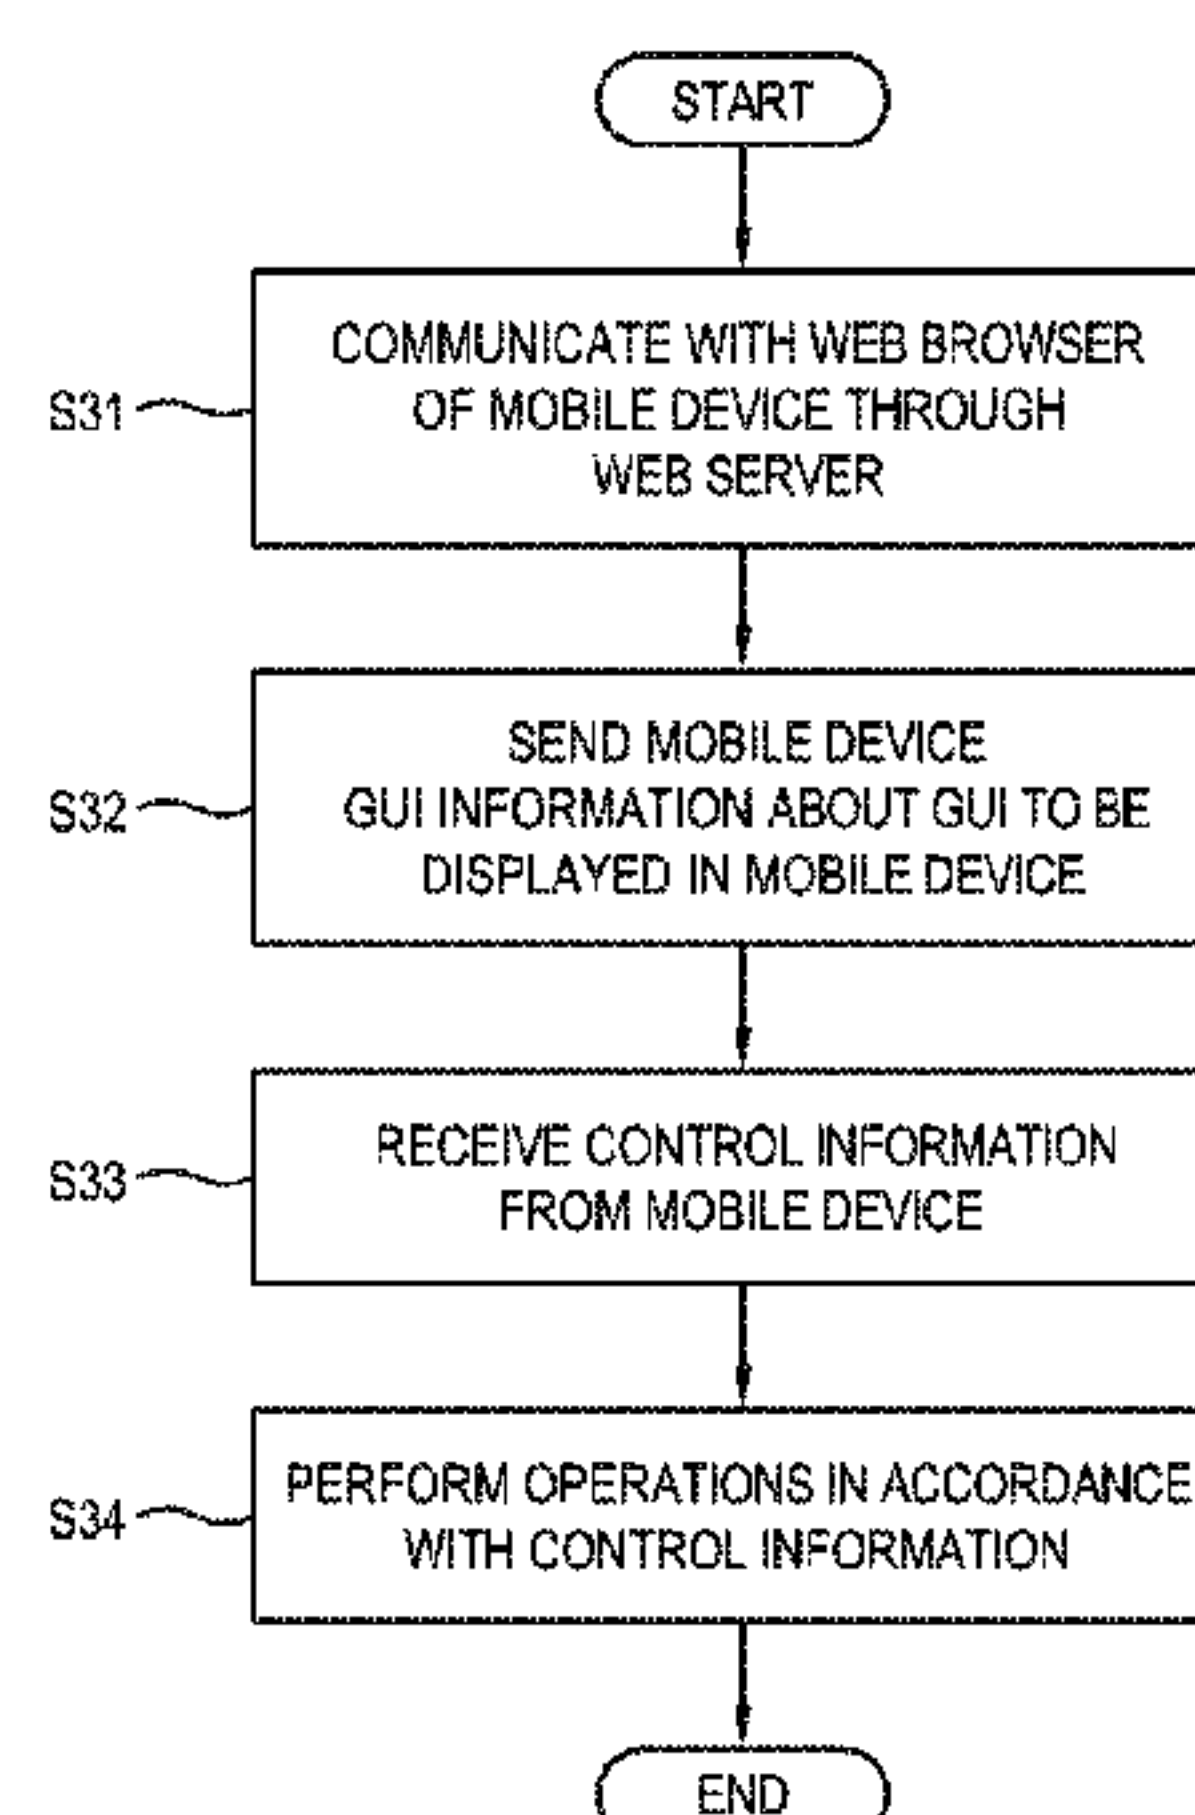 START
S31
COMMUNICATE WITH WEB BROWSER
OF MOBILE DEVICE THROUGH
WEB SERVER
S32
SEND MOBILE DEVICE
GUI INFORMATION ABOUT GUI TO BE
DISPLAYED IN MOBILE DEVICE
S33
RECEIVE CONTROL INFORMATION
FROM MOBILE DEVICE
S34
PERFORM OPERATIONS IN ACCORDANCE
WITH CONTROL INFORMATION
END